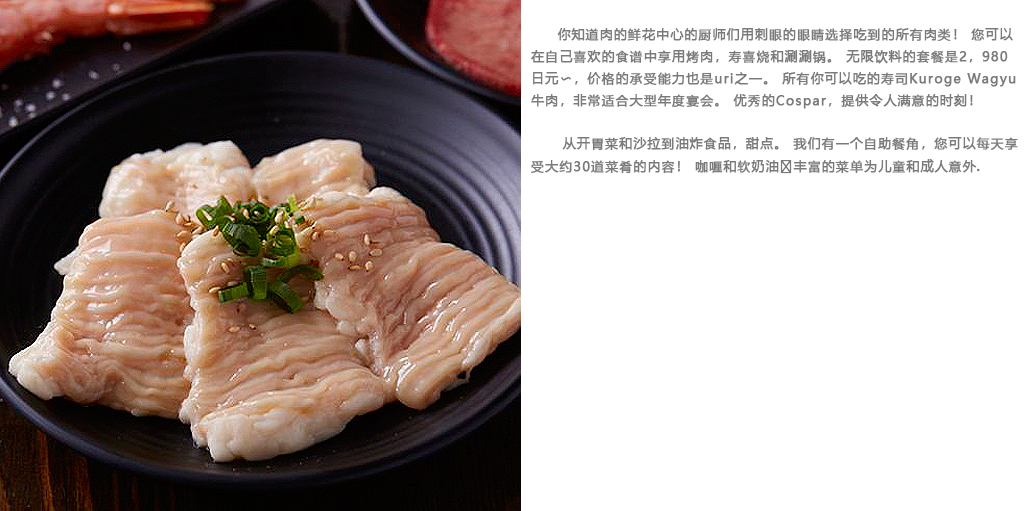 你知道肉的鲜花中心的厨师们用刺眼的眼睛选择吃到的所有肉类！ 您可以
在自己喜欢的食谱中享用烤肉，寿喜烧和涮涮锅。 无限饮料的套餐是2，980
日元〜，价格的承受能力也是uri之一。 所有你可以吃的寿司Kuroge Wagyu
牛肉，非常适合大型年度宴会。 优秀的Cospar，提供令人满意的时刻！
从开胃菜和沙拉到油炸食品，甜点。 我们有一个自助餐角，您可以每天享
受大约30道菜肴的内容！ 咖喱和软奶油〼丰富的菜单为儿童和成人意外.